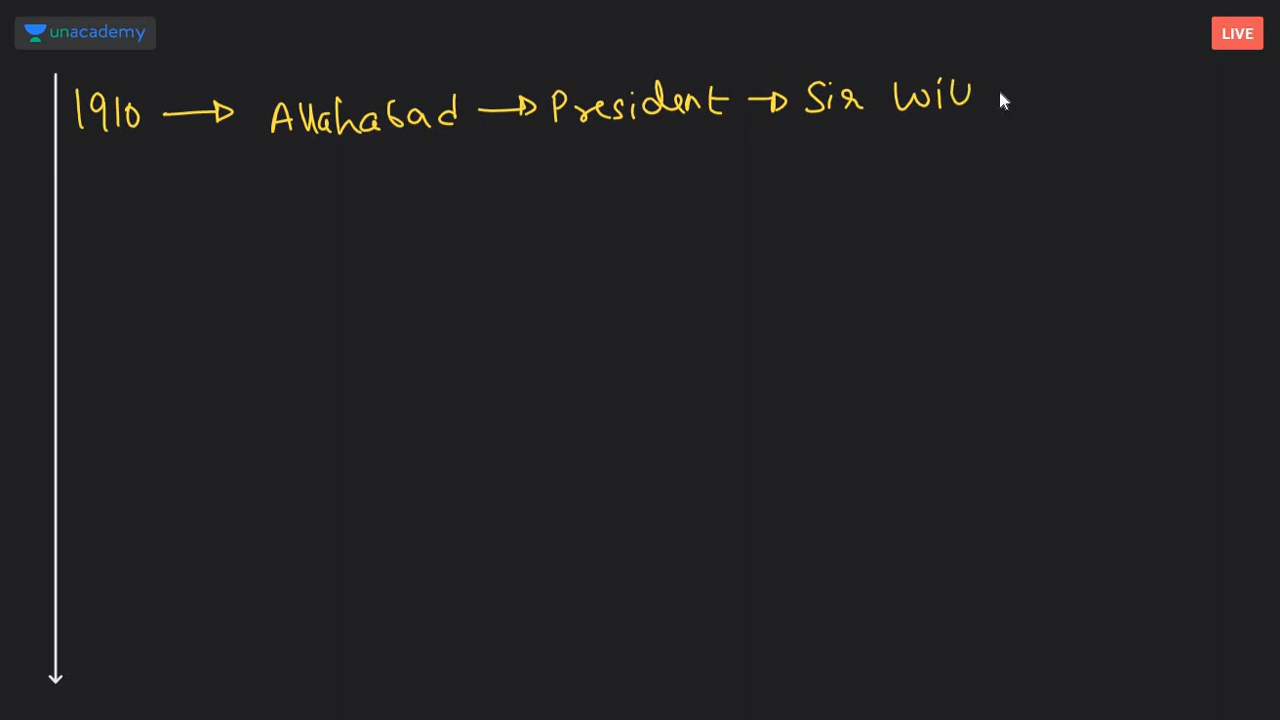 unacademy
LIVE
1910 → Allahabad → President → Sir Will